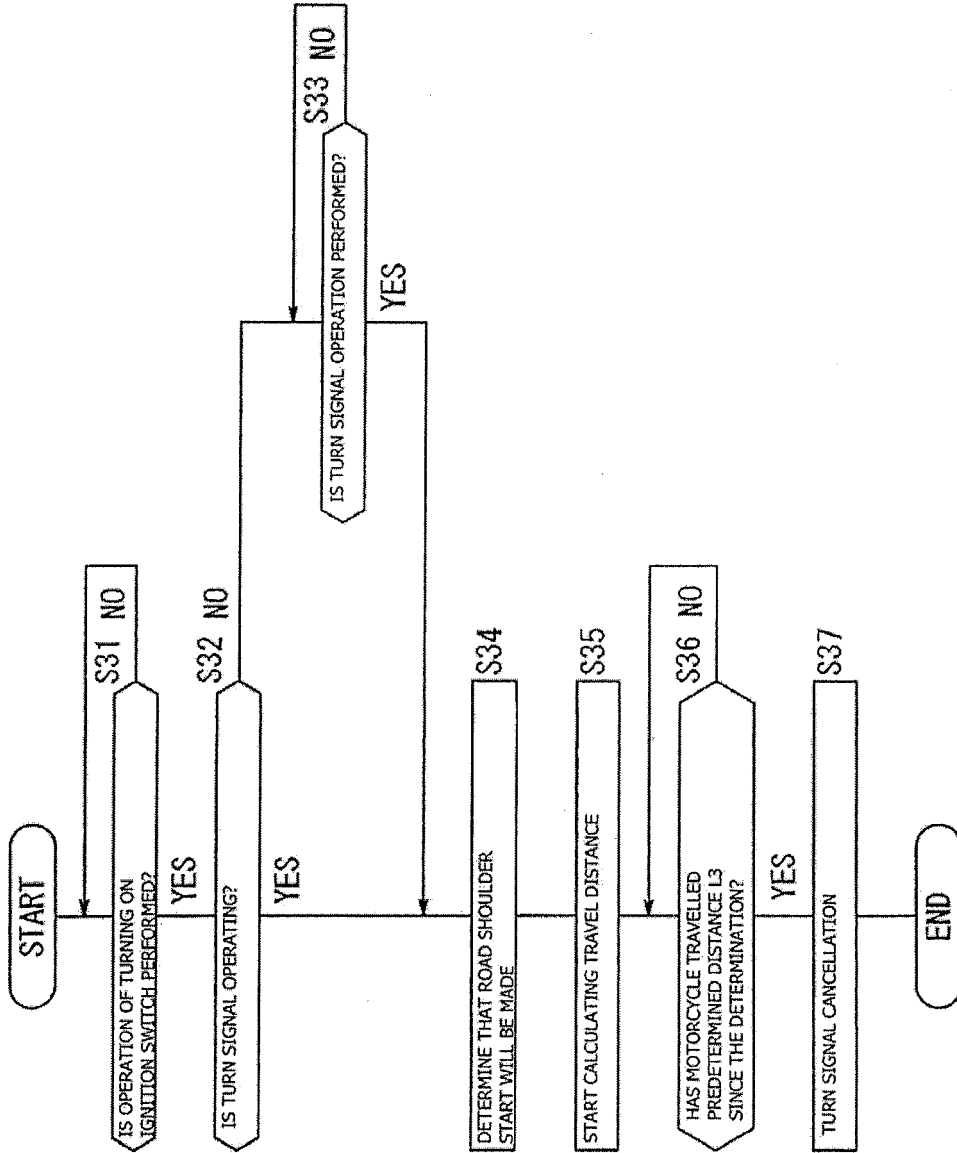 START
S31 NO
IS OPERATION OF TURNING ON
IGNITION SWITCH PERFORMED?
YES
S32 NO
IS TURN SIGNAL OPERATING?
YES
S33 NO
IS TURN SIGNAL OPERATION PERFORMED?
YES
S34
DETERMINE THAT ROAD SHOULDER
START WILL BE MADE
S35
START CALCULATING TRAVEL DISTANCE
S36 NO
HAS MOTORCYCLE TRAVELLED
PREDETERMINED DISTANCE L3
SINCE THE DETERMINATION?
YES
S37
TURN SIGNAL CANCELLATION
END